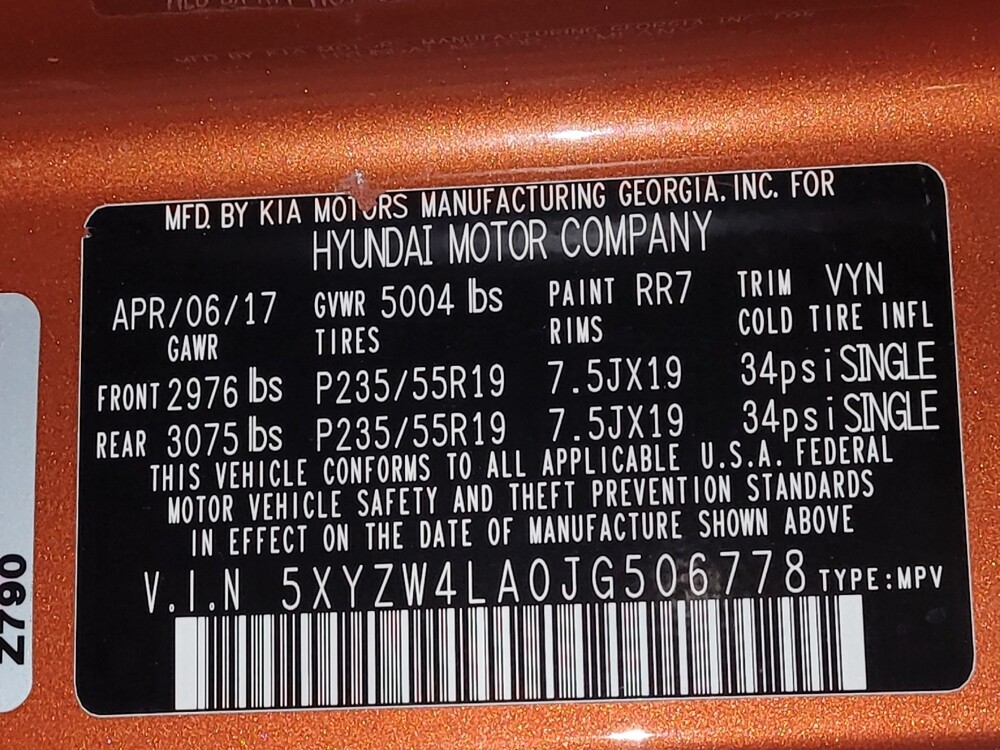 MFD. BY KIA MOTORS MANUFACTURING GEORGIA. INC. FOR
HYUNDAI MOTOR COMPANY
APR/06/17 GVWR 5004 lbs PAINT RR7 TRIM VYN
GAWR TIRES RIMS COLD TIRE INFL
FRONT 2976 lbs P235/55R19 7.5JX19 34psi SINGLE
REAR 3075 lbs P235/55R19 7.5JX19 34psi SINGLE
THIS VEHICLE CONFORMS TO ALL APPLICABLE U.S.A. FEDERAL
MOTOR VEHICLE SAFETY AND THEFT PREVENTION STANDARDS
IN EFFECT ON THE DATE OF MANUFACTURE SHOWN ABOVE
V.I.N 5XYZW4LA0JG506778 TYPE:MPV
Z790